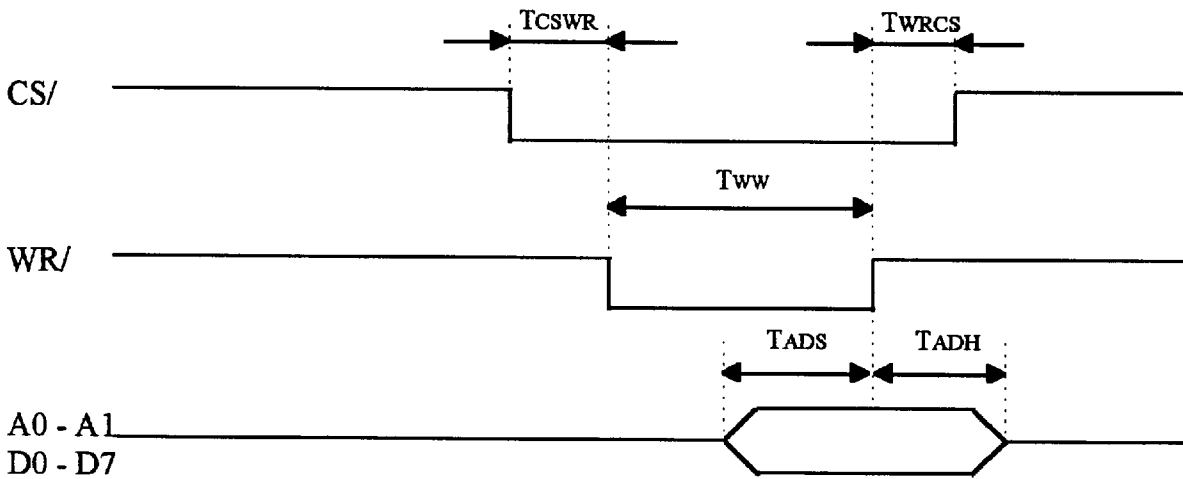 TCSWR
TWRCS
CS/
TWW
WR/
TADS
TADH
A0 - A1
D0 - D7